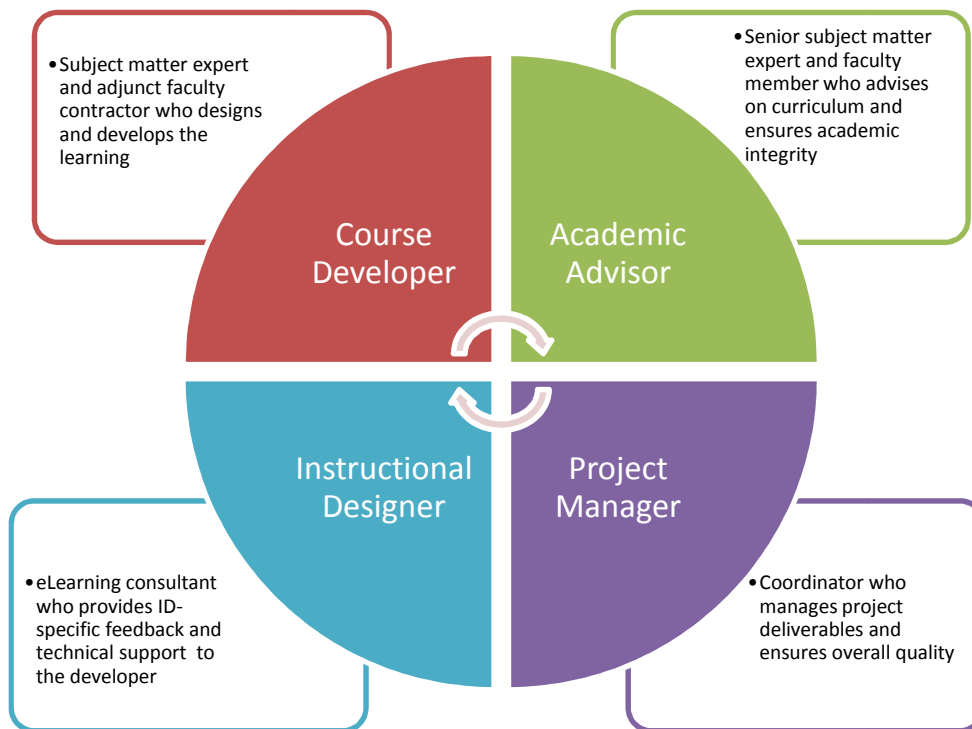 •Subject matter expert
and adjunct faculty
contractor who designs
and develops the
learning
•Senior subject matter
expert and faculty
member who advises
on curriculum and
ensures academic
integrity
Course
Developer
Academic
Advisor
Instructional
Designer
Project
Manager
•eLearning consultant
who provides ID-
specific feedback and
technical support to
the developer
•Coordinator who
manages project
deliverables and
ensures overall quality